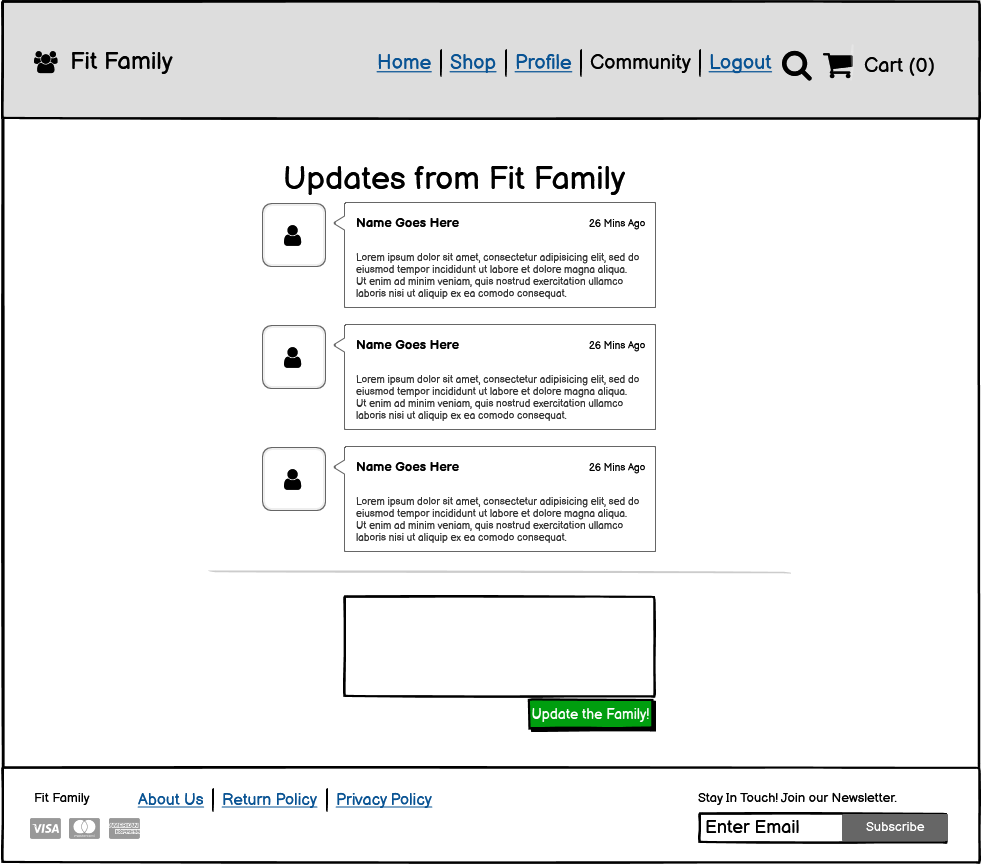 Fit Family
Home | Shop | Profile | Community | Logout
Cart (0)
Updates from Fit Family
Name Goes Here
26 Mins Ago
Lorem ipsum dolor sit amet, consectetur adipisicing elit, sed do
eiusmod tempor incididunt ut labore et dolore magna aliqua.
Ut enim ad minim veniam, quis nostrud exercitation ullamco
laboris nisi ut aliquip ex ea comodo consequat.
Name Goes Here
26 Mins Ago
Lorem ipsum dolor sit amet, consectetur adipisicing elit, sed do
eiusmod tempor incididunt ut labore et dolore magna aliqua.
Ut enim ad minim veniam, quis nostrud exercitation ullamco
laboris nisi ut aliquip ex ea comodo consequat.
Name Goes Here
26 Mins Ago
Lorem ipsum dolor sit amet, consectetur adipisicing elit, sed do
eiusmod tempor incididunt ut labore et dolore magna aliqua.
Ut enim ad minim veniam, quis nostrud exercitation ullamco
laboris nisi ut aliquip ex ea comodo consequat.
Update the Family!
Fit Family
About Us | Return Policy | Privacy Policy
VISA
AMERICAN
EXPRESS
Stay In Touch! Join our Newsletter.
Enter Email
Subscribe